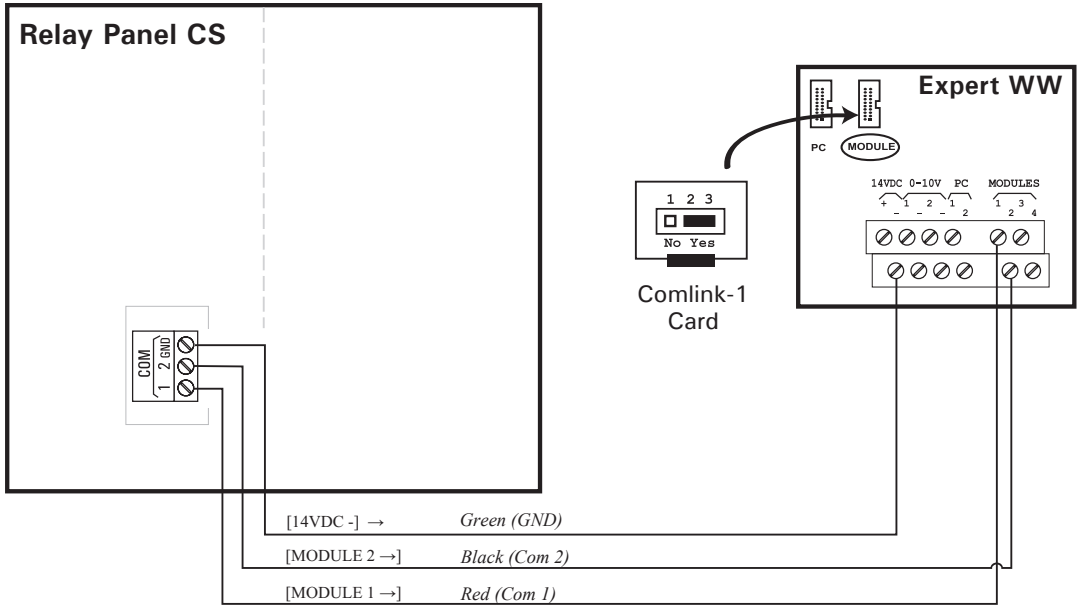 Relay Panel CS
Expert WW
PC
MODULE
14VDC 0-10V PC MODULES
+ 1 2 1 1 3
- - - 2 2 4
1 2 3
No Yes
Comlink-1
Card
COM
1 2 GND
[14VDC -] → Green (GND)
[MODULE 2 →] Black (Com 2)
[MODULE 1 →] Red (Com 1)